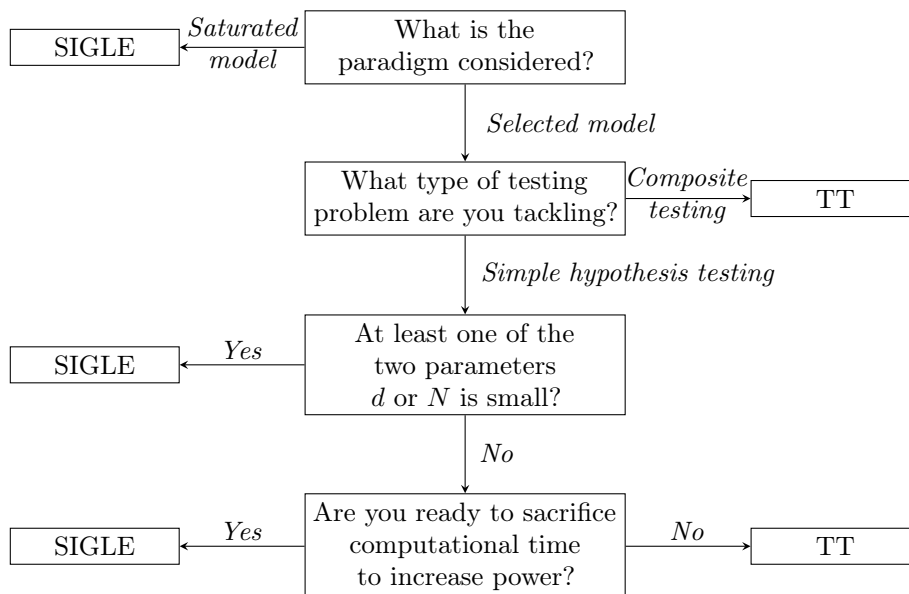 SIGLE
Saturated
model
What is the
paradigm considered?
Selected model
What type of testing
problem are you tackling?
Composite
testing
TT
Simple hypothesis testing
SIGLE
Yes
At least one of the
two parameters
d or N is small?
No
SIGLE
Yes
Are you ready to sacrifice
computational time
to increase power?
No
TT